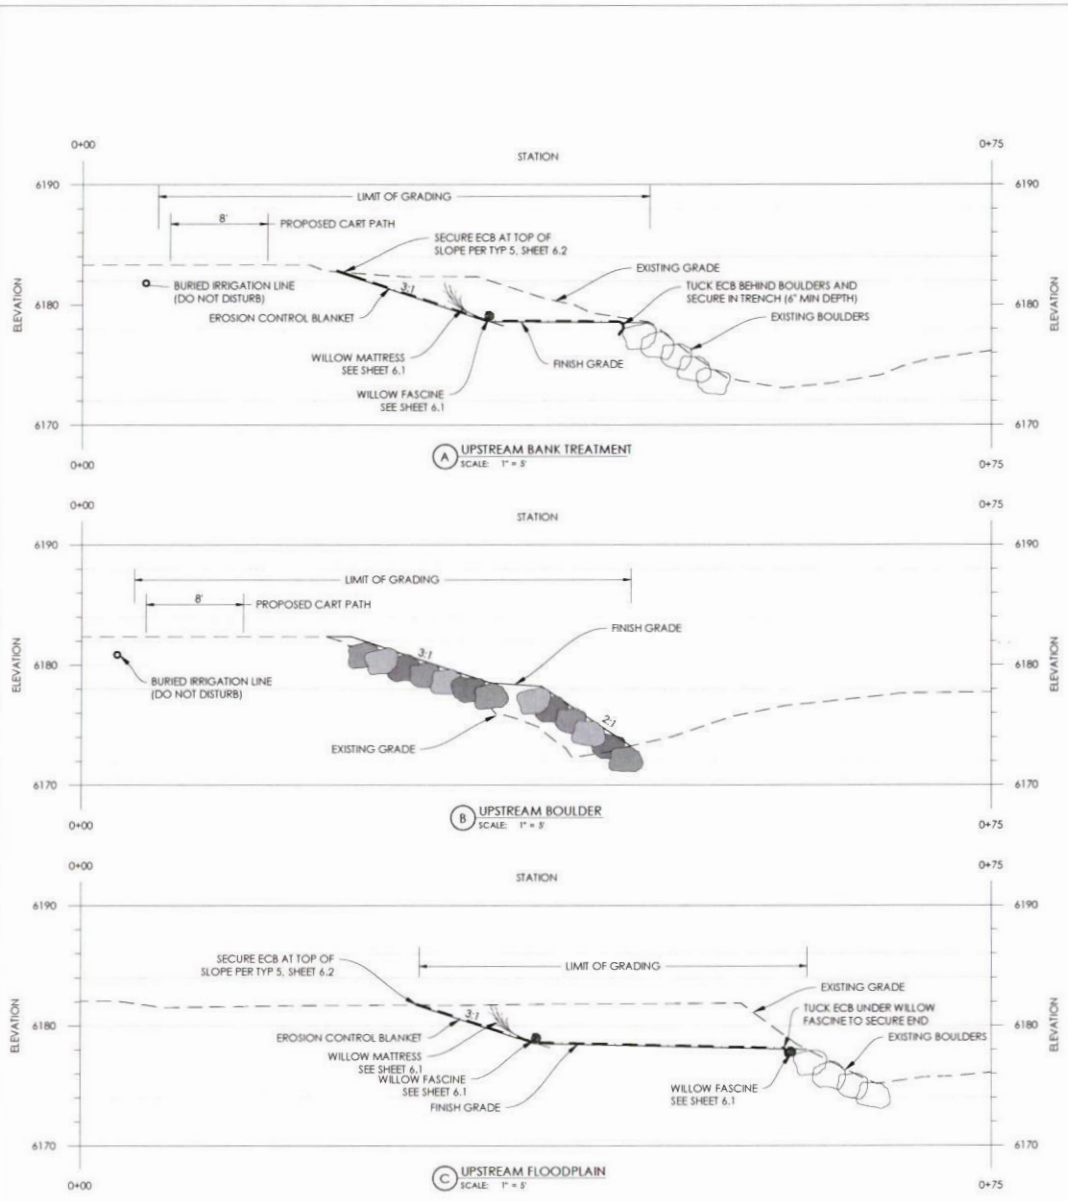 0+00
0+75
STATION
6190
6190
LIMIT OF GRADING
8'
PROPOSED CART PATH
SECURE ECB AT TOP OF
SLOPE PER TYP 5, SHEET 6.2
EXISTING GRADE
BURIED IRRIGATION LINE
(DO NOT DISTURB)
3:1
TUCK ECB BEHIND BOULDERS AND
SECURE IN TRENCH (6" MIN DEPTH)
ELEVATION
6180
6180
ELEVATION
EROSION CONTROL BLANKET
EXISTING BOULDERS
WILLOW MATTRESS
SEE SHEET 6.1
FINISH GRADE
WILLOW FASCINE
SEE SHEET 6.1
6170
6170
A
UPSTREAM BANK TREATMENT
SCALE: 1" = 5'
0+00
0+75
0+00
0+75
STATION
6190
6190
LIMIT OF GRADING
8'
PROPOSED CART PATH
FINISH GRADE
3:1
ELEVATION
6180
6180
ELEVATION
BURIED IRRIGATION LINE
(DO NOT DISTURB)
2:1
EXISTING GRADE
6170
6170
B
UPSTREAM BOULDER
SCALE: 1" = 5'
0+00
0+75
0+00
0+75
STATION
6190
6190
SECURE ECB AT TOP OF
SLOPE PER TYP 5, SHEET 6.2
LIMIT OF GRADING
EXISTING GRADE
3:1
TUCK ECB UNDER WILLOW
FASCINE TO SECURE END
ELEVATION
6180
6180
ELEVATION
EROSION CONTROL BLANKET
EXISTING BOULDERS
WILLOW MATTRESS
SEE SHEET 6.1
WILLOW FASCINE
SEE SHEET 6.1
WILLOW FASCINE
SEE SHEET 6.1
FINISH GRADE
6170
6170
C
UPSTREAM FLOODPLAIN
SCALE: 1" = 5'
0+00
0+75